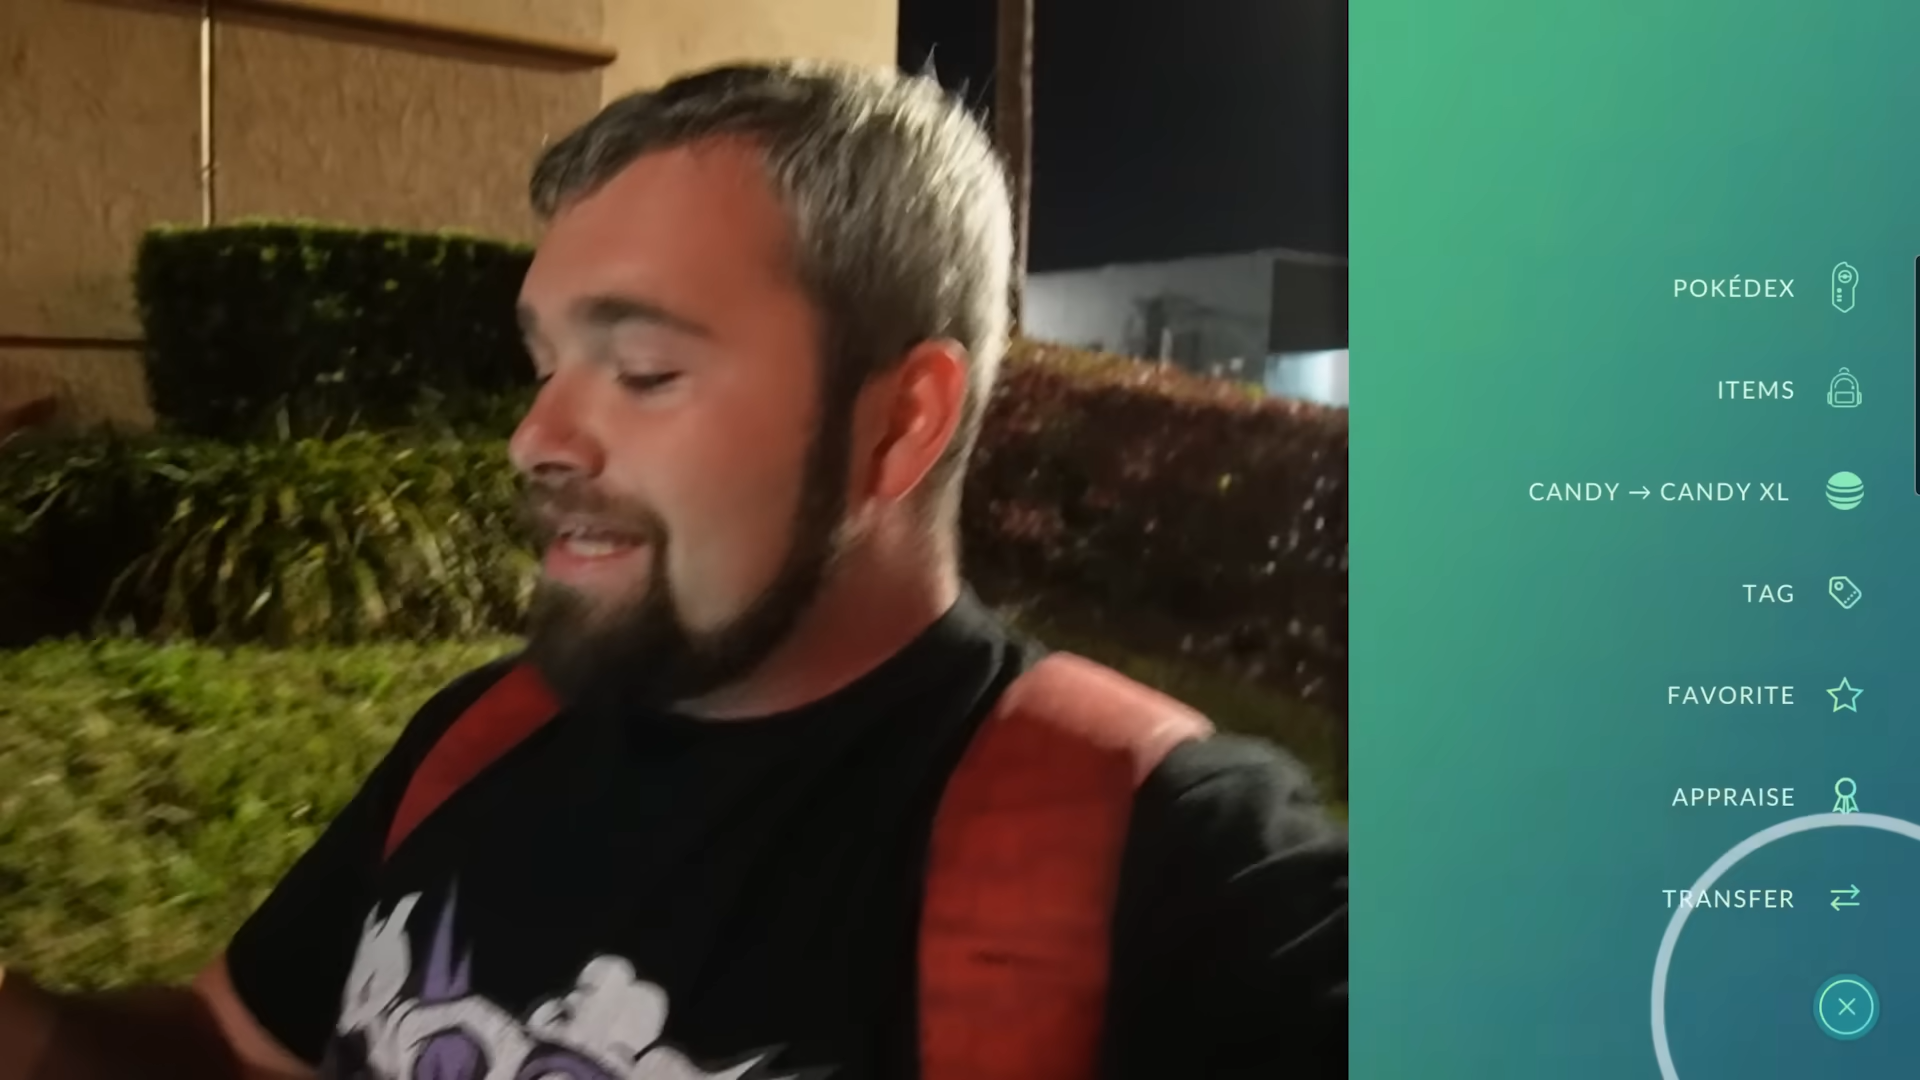 POKÉDEX
ITEMS
CANDY → CANDY XL
TAG
FAVORITE
APPRAISE
TRANSFER